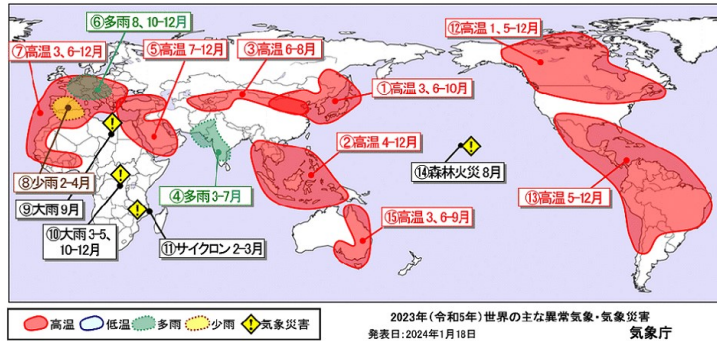 ⑥多雨 8、10-12月
⑦高温 3、6-12月
⑤高温 7-12月
③高温 6-8月
⑫高温 1、5-12月
①高温 3、6-10月
②高温 4-12月
⑭森林火災 8月
⑧少雨 2-4月
④多雨 3-7月
⑬高温 5-12月
⑨大雨 9月
⑩大雨 3-5、
10-12月
⑪サイクロン 2-3月
⑮高温 3、6-9月
高温 低温 多雨 少雨 気象災害
2023年(令和5年)世界の主な異常気象・気象災害
発表日:2024年1月18日
気象庁